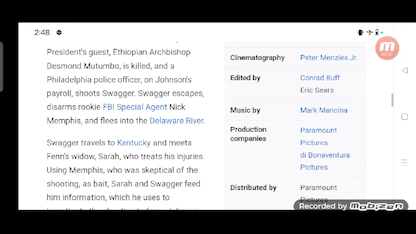 2:48
President's guest, Ethiopian Archbishop
Desmond Mutumbo, is killed, and a
Philadelphia police officer, on Johnson's
payroll, shoots Swagger. Swagger escapes,
disarms rookie FBI Special Agent Nick
Memphis, and flees into the Delaware River.
Swagger travels to Kentucky and meets
Fenn's widow, Sarah, who treats his injuries.
Using Memphis, who was skeptical of the
shooting, as bait, Sarah and Swagger feed
him information, which he uses to
Cinematography Peter Menzies Jr.
Edited by Conrad Buff
Eric Sears
Music by Mark Mancina
Production Paramount
companies Pictures
di Bonaventura
Pictures
Distributed by Paramount
Pictures
Recorded by Mobizen